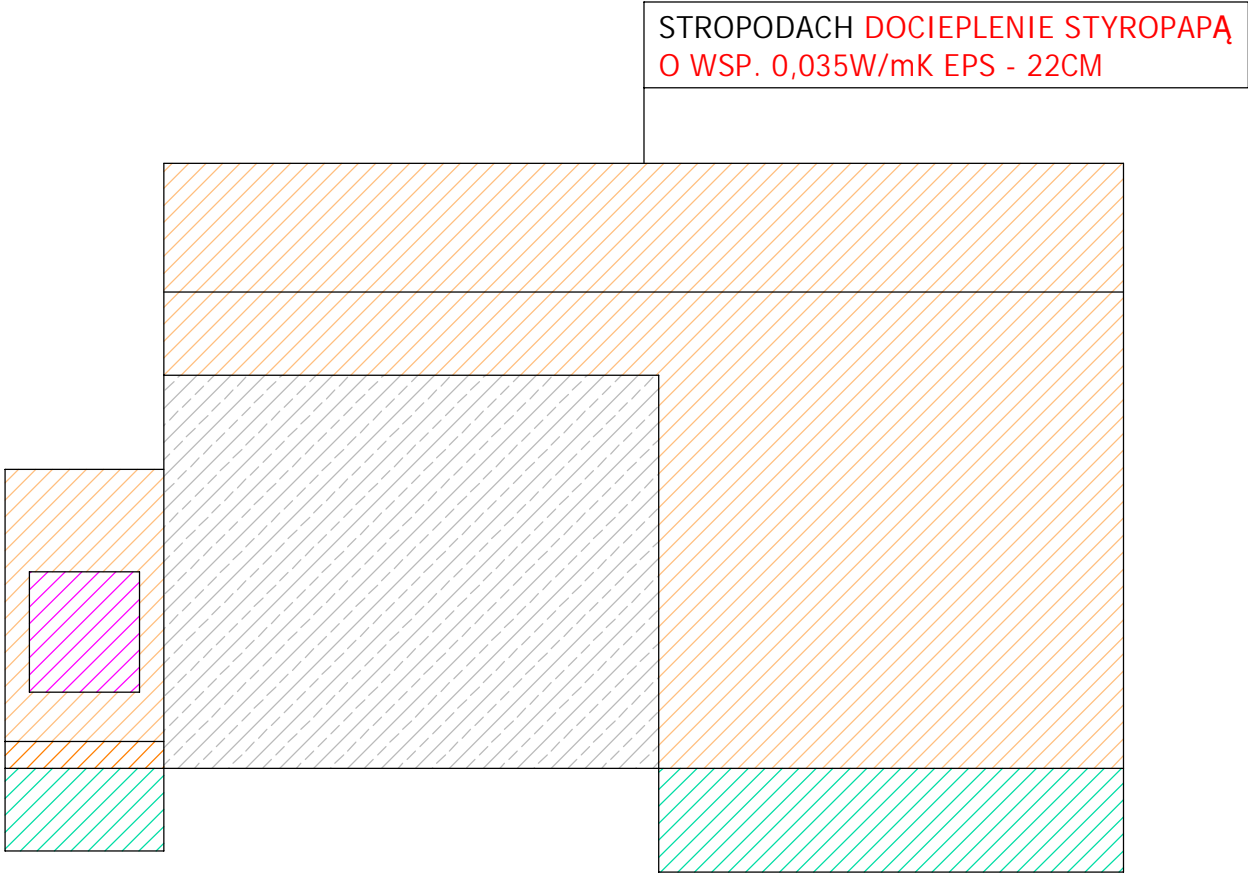 STROPODACH DOCIEPLENIE STYROPAPĄ
O WSP. 0,035W/mK EPS - 22CM